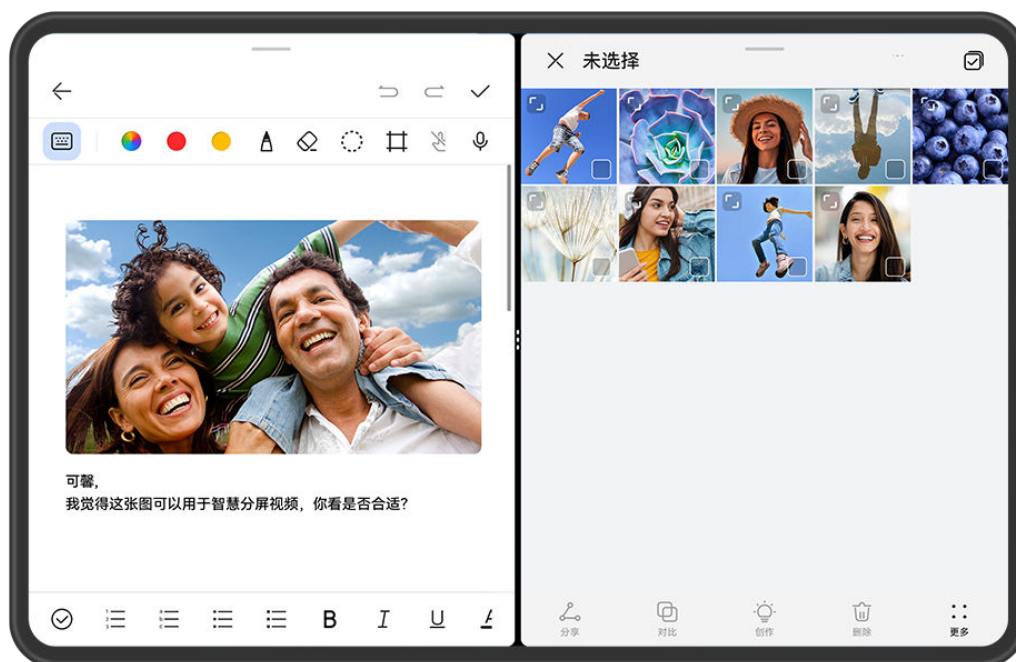 未选择
可馨,
我觉得这张图可以用于智慧分屏视频，你看是否合适？
B I U
分享 对比 创作 删除 更多